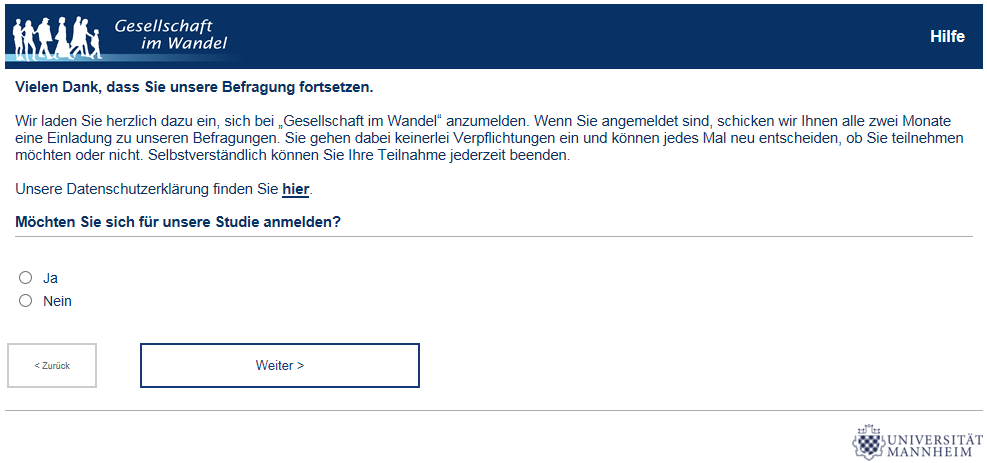 Gesellschaft
im Wandel
Hilfe
Vielen Dank, dass Sie unsere Befragung fortsetzen.
Wir laden Sie herzlich dazu ein, sich bei „Gesellschaft im Wandel“ anzumelden. Wenn Sie angemeldet sind, schicken wir Ihnen alle zwei Monate
eine Einladung zu unseren Befragungen. Sie gehen dabei keinerlei Verpflichtungen ein und können jedes Mal neu entscheiden, ob Sie teilnehmen
möchten oder nicht. Selbstverständlich können Sie Ihre Teilnahme jederzeit beenden.
Unsere Datenschutzerklärung finden Sie hier.
Möchten Sie sich für unsere Studie anmelden?
Ja
Nein
< Zurück
Weiter >
UNIVERSITÄT
MANNHEIM